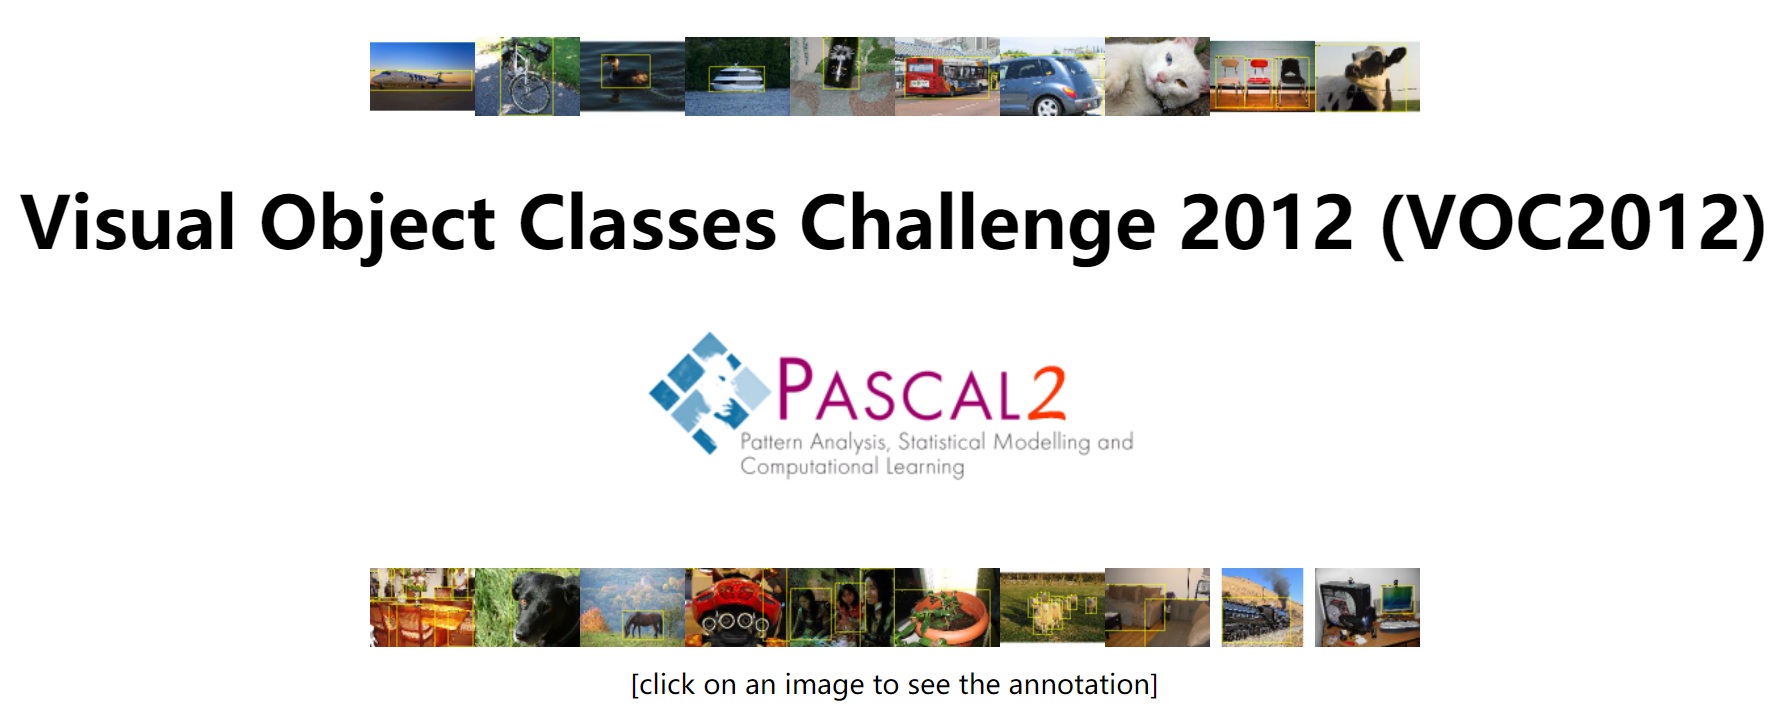 Visual Object Classes Challenge 2012 (VOC2012)
PASCAL2
Pattern Analysis, Statistical Modelling and
Computational Learning
[click on an image to see the annotation]